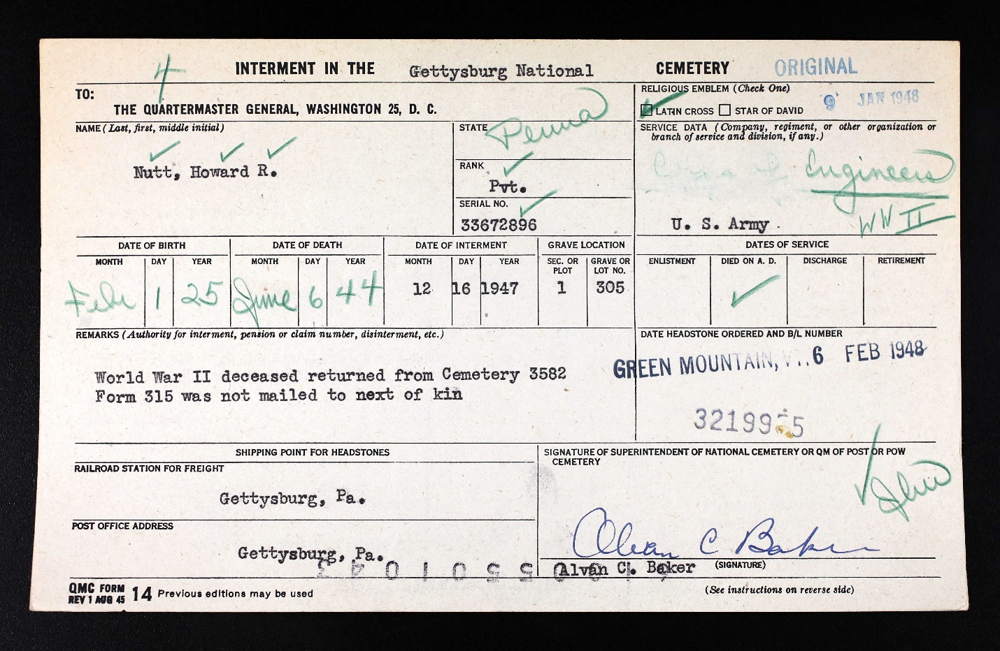 4
INTERMENT IN THE Gettysburg National CEMETERY ORIGINAL
TO:
THE QUARTERMASTER GENERAL, WASHINGTON 25, D. C.
RELIGIOUS EMBLEM (Check One)
LATIN CROSS STAR OF DAVID
9 JAN 1948
NAME (Last, first, middle initial)
Nutt, Howard R.
STATE Penna
RANK
Pvt.
SERIAL NO.
33672896
SERVICE DATA (Company, regiment, or other organization or
branch of service and division, if any.)
Engineers
U. S. Army
WW II
DATE OF BIRTH DATE OF DEATH DATE OF INTERMENT GRAVE LOCATION DATES OF SERVICE
MONTH DAY YEAR MONTH DAY YEAR MONTH DAY YEAR SEC. OR PLOT GRAVE OR LOT NO. ENLISTMENT DIED ON A. D. DISCHARGE RETIREMENT
Feb 1 25 June 6 44 12 16 1947 1 305
REMARKS (Authority for interment, pension or claim number, disinterment, etc.)
World War II deceased returned from Cemetery 3582
Form 315 was not mailed to next of kin
DATE HEADSTONE ORDERED AND B/L NUMBER
GREEN MOUNTAIN, 6 FEB 1948
SHIPPING POINT FOR HEADSTONES
RAILROAD STATION FOR FREIGHT
Gettysburg, Pa.
POST OFFICE ADDRESS
Gettysburg, Pa.
SIGNATURE OF SUPERINTENDENT OF NATIONAL CEMETERY OR QM OF POST OR POW
CEMETERY
Alvan C Baker
Alvan C. Baker (SIGNATURE)
QMC FORM
REV 1 AUG 45 14 Previous editions may be used
(See instructions on reverse side)